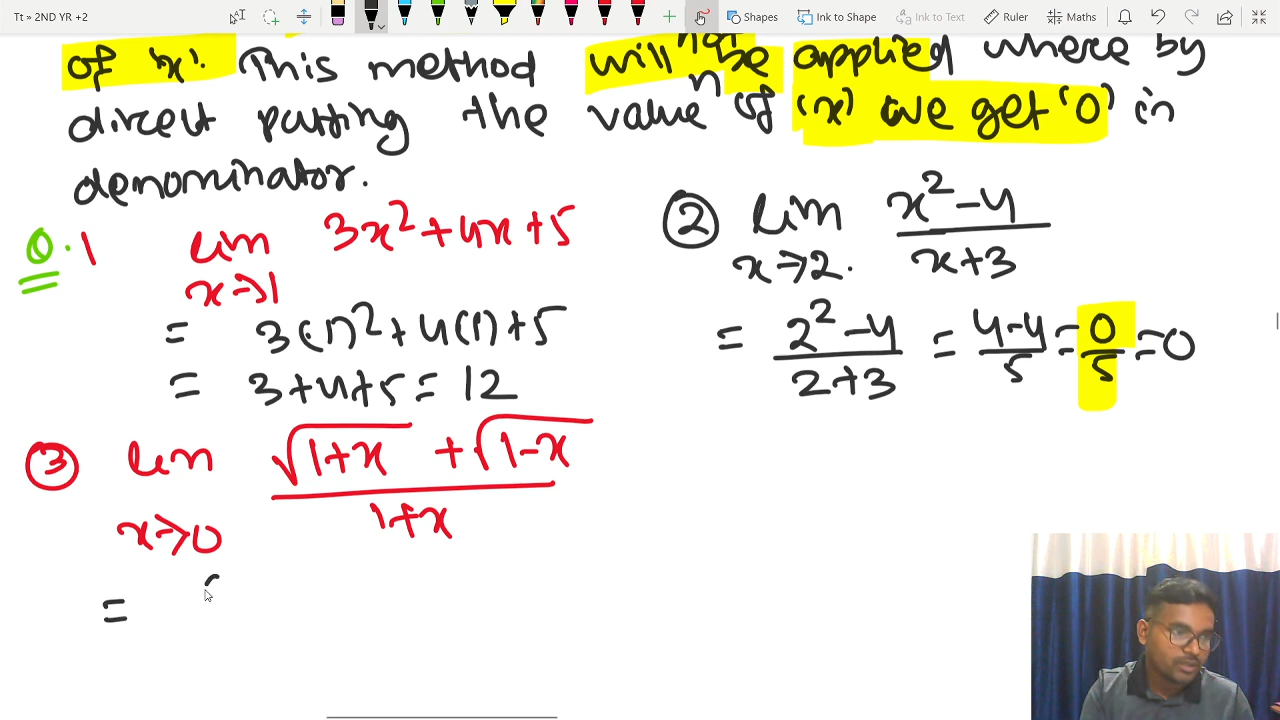 Tt » 2ND YR +2
Shapes
Ink to Shape
Ink to Text
Ruler
Maths
of 'x'. This method will not be applied where by
n
direct putting the value of 'x' we get '0' in
denominator.
Q.1 lim 3x²+4x+5
x→1
= 3(1)²+4(1)+5
= 3+4+5 = 12
② lim x²-4 / x+3
x→2.
= 2²-4 / 2+3 = 4-4 / 5 = 0 / 5 = 0
③ lim √1+x + √1-x / 1+x
x→0
=